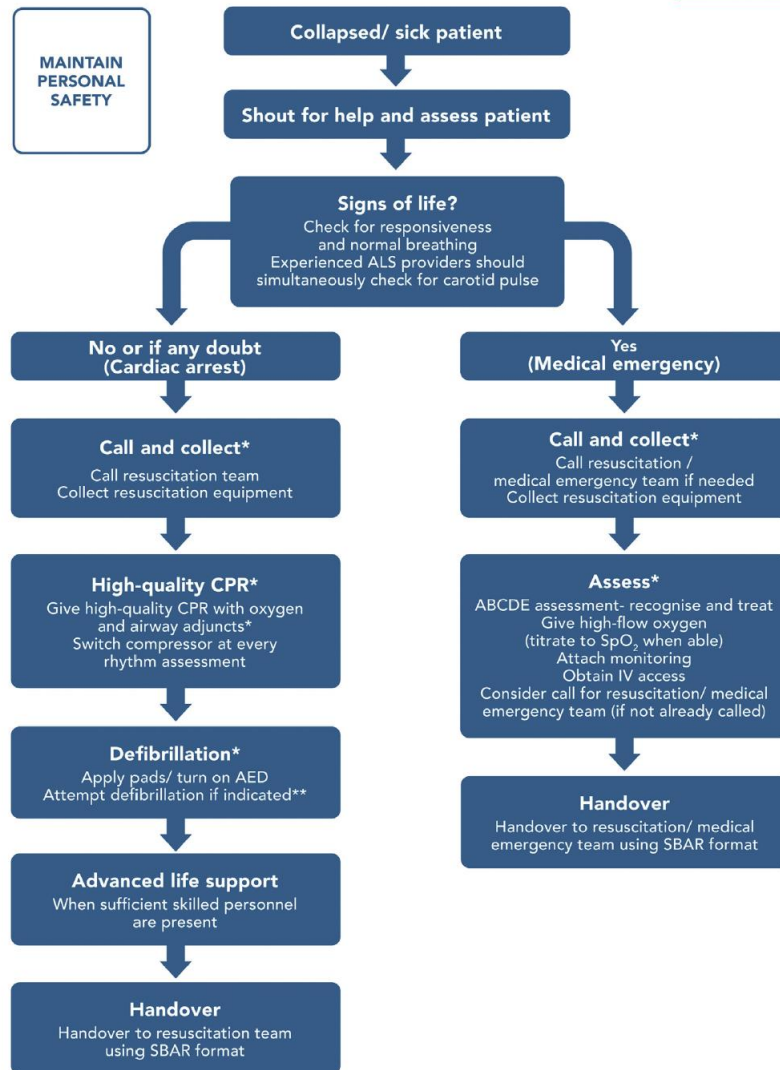 MAINTAIN
PERSONAL
SAFETY
Collapsed/ sick patient
Shout for help and assess patient
Signs of life?
Check for responsiveness
and normal breathing
Experienced ALS providers should
simultaneously check for carotid pulse
No or if any doubt
(Cardiac arrest)
Call and collect*
Call resuscitation team
Collect resuscitation equipment
High-quality CPR*
Give high-quality CPR with oxygen
and airway adjuncts*
Switch compressor at every
rhythm assessment
Defibrillation*
Apply pads/ turn on AED
Attempt defibrillation if indicated**
Advanced life support
When sufficient skilled personnel
are present
Handover
Handover to resuscitation team
using SBAR format
Yes
(Medical emergency)
Call and collect*
Call resuscitation /
medical emergency team if needed
Collect resuscitation equipment
Assess*
ABCDE assessment- recognise and treat
Give high-flow oxygen
(titrate to SpO₂ when able)
Attach monitoring
Obtain IV access
Consider call for resuscitation/ medical
emergency team (if not already called)
Handover
Handover to resuscitation/ medical
emergency team using SBAR format